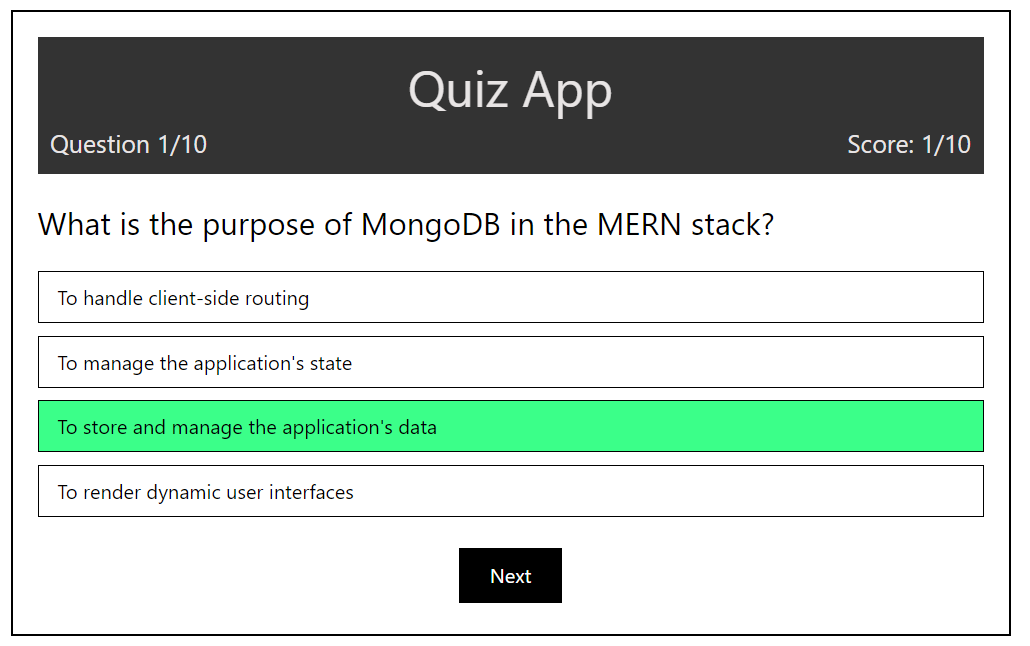 Quiz App
Question 1/10
Score: 1/10
What is the purpose of MongoDB in the MERN stack?
To handle client-side routing
To manage the application's state
To store and manage the application's data
To render dynamic user interfaces
Next